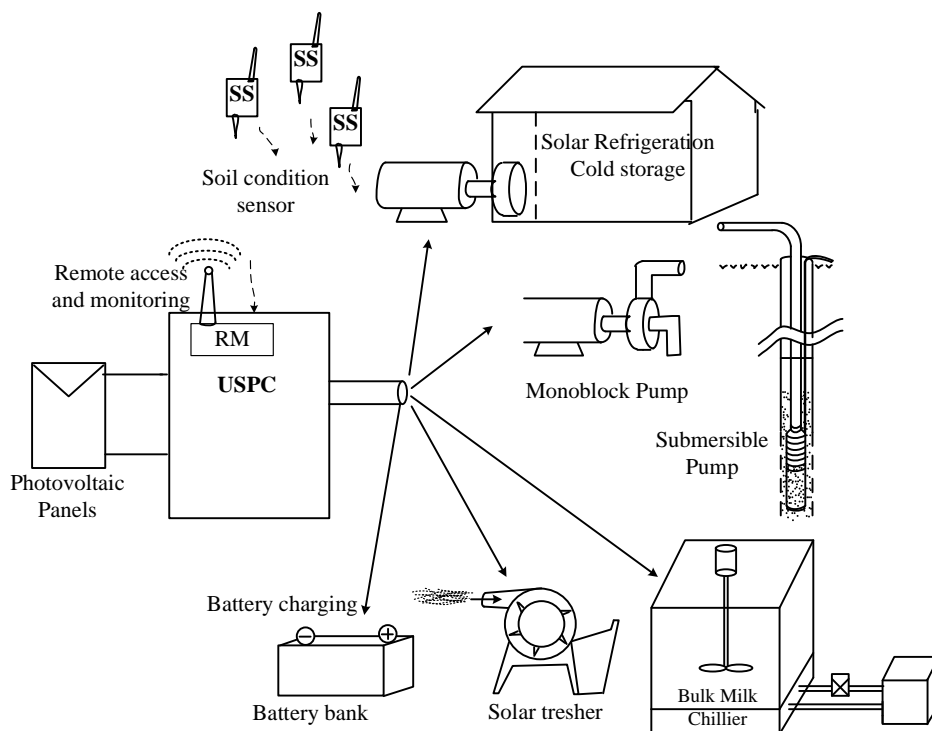 SS
SS
SS
Soil condition
sensor
Solar Refrigeration
Cold storage
Remote access
and monitoring
RM
USPC
Photovoltaic
Panels
Monoblock Pump
Submersible
Pump
Battery charging
Battery bank
Solar tresher
Bulk Milk
Chillier